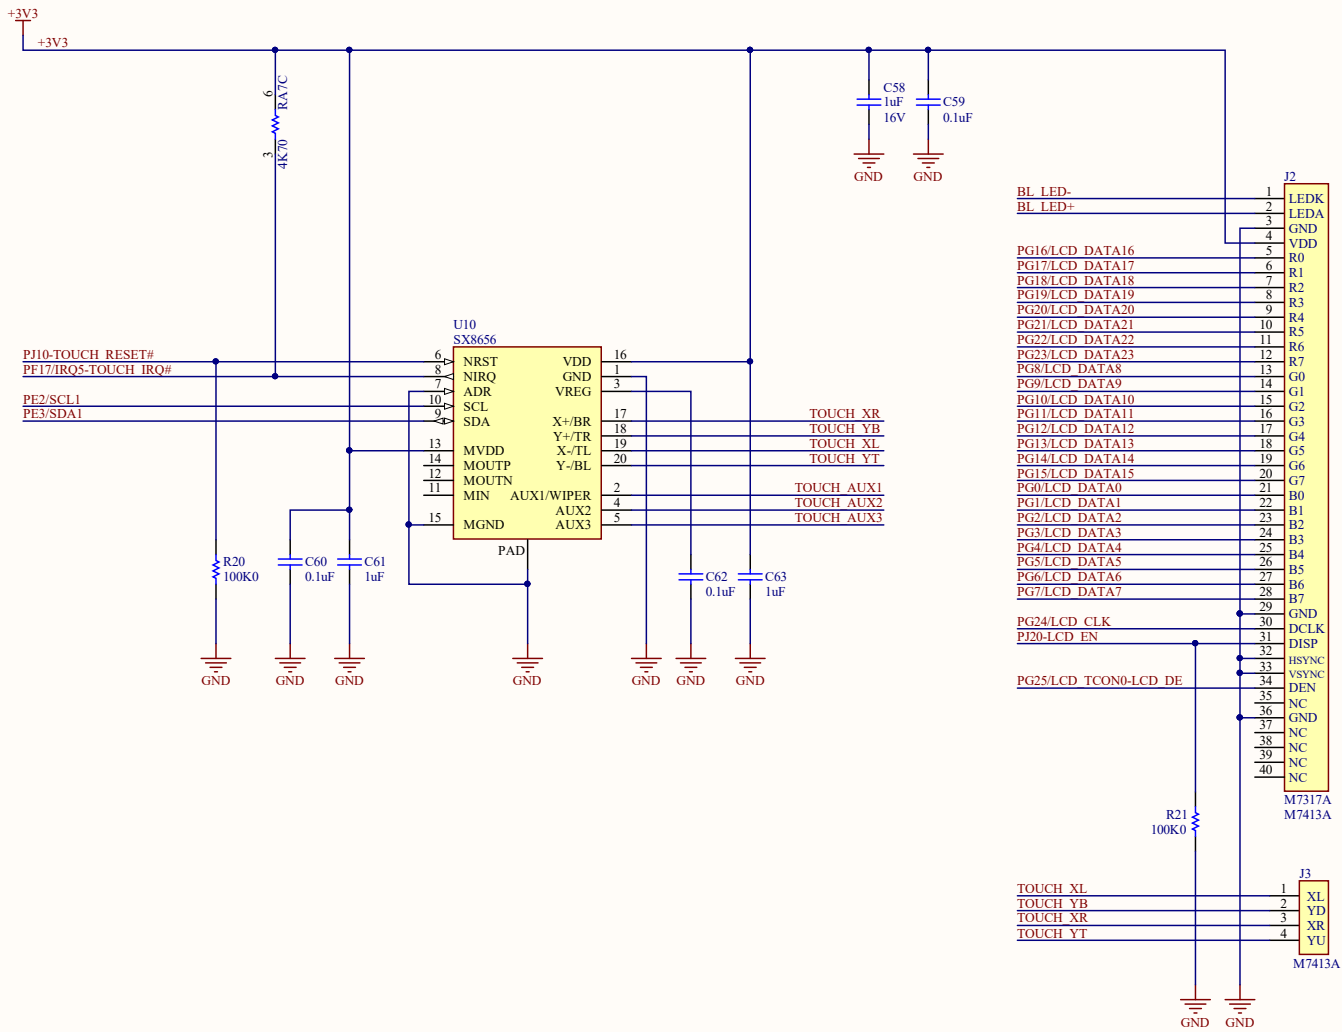 +3V3
+3V3
6
RA7C
3
4K70
C58
1uF
16V
C59
0.1uF
GND
GND
U10
SX8656
PJ10-TOUCH_RESET#
PF17/IRQ5-TOUCH_IRQ#
PE2/SCL1
PE3/SDA1
6 NRST
8 NIRQ
7 ADR
10 SCL
9 SDA
13 MVDD
14 MOUTP
12 MOUTN
11 MIN
15 MGND
VDD 16
GND 1
VREG 3
X+/BR 17 TOUCH_XR
Y+/TR 18 TOUCH_YB
X-/TL 19 TOUCH_XL
Y-/BL 20 TOUCH_YT
AUX1/WIPER 2 TOUCH_AUX1
AUX2 4 TOUCH_AUX2
AUX3 5 TOUCH_AUX3
PAD
R20
100K0
C60
0.1uF
C61
1uF
C62
0.1uF
C63
1uF
GND
GND
GND
GND
GND
GND
GND
J2
BL_LED- 1 LEDK
BL_LED+ 2 LEDA
3 GND
4 VDD
PG16/LCD_DATA16 5 R0
PG17/LCD_DATA17 6 R1
PG18/LCD_DATA18 7 R2
PG19/LCD_DATA19 8 R3
PG20/LCD_DATA20 9 R4
PG21/LCD_DATA21 10 R5
PG22/LCD_DATA22 11 R6
PG23/LCD_DATA23 12 R7
PG8/LCD_DATA8 13 G0
PG9/LCD_DATA9 14 G1
PG10/LCD_DATA10 15 G2
PG11/LCD_DATA11 16 G3
PG12/LCD_DATA12 17 G4
PG13/LCD_DATA13 18 G5
PG14/LCD_DATA14 19 G6
PG15/LCD_DATA15 20 G7
PG0/LCD_DATA0 21 B0
PG1/LCD_DATA1 22 B1
PG2/LCD_DATA2 23 B2
PG3/LCD_DATA3 24 B3
PG4/LCD_DATA4 25 B4
PG5/LCD_DATA5 26 B5
PG6/LCD_DATA6 27 B6
PG7/LCD_DATA7 28 B7
29 GND
PG24/LCD_CLK 30 DCLK
PJ20-LCD_EN 31 DISP
32 HSYNC
33 VSYNC
PG25/LCD_TCON0-LCD_DE 34 DEN
35 NC
36 GND
37 NC
38 NC
39 NC
40 NC
M7317A
M7413A
R21
100K0
J3
TOUCH_XL 1 XL
TOUCH_YB 2 YD
TOUCH_XR 3 XR
TOUCH_YT 4 YU
M7413A
GND
GND